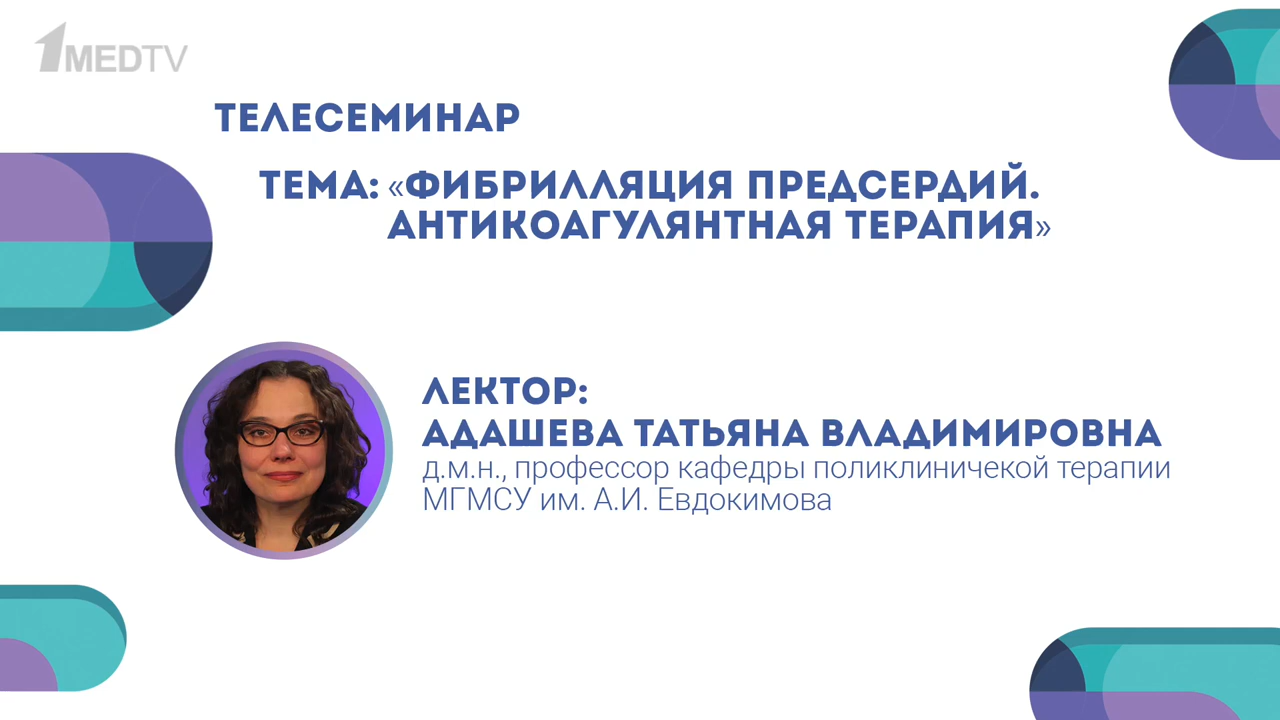 1MEDTV
ТЕЛЕСЕМИНАР
ТЕМА: «ФИБРИЛЛЯЦИЯ ПРЕДСЕРДИЙ.
АНТИКОАГУЛЯНТНАЯ ТЕРАПИЯ»
ЛЕКТОР:
АДАШЕВА ТАТЬЯНА ВЛАДИМИРОВНА
д.м.н., профессор кафедры поликлиничекой терапии
МГМСУ им. А.И. Евдокимова